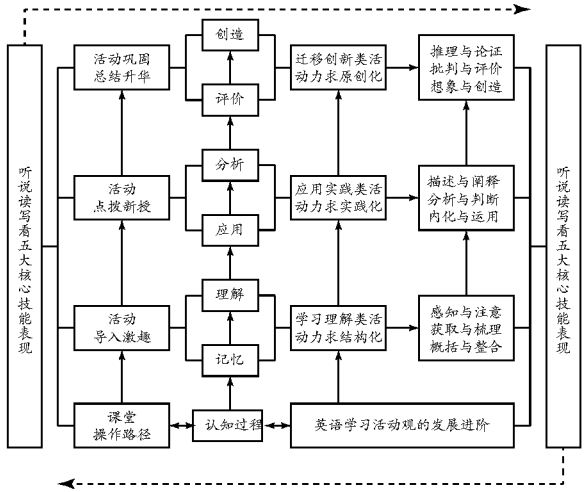 听说读写看五大核心技能表现
活动巩固
总结升华
创造
评价
迁移创新类活
动力求原创化
推理与论证
批判与评价
想象与创造
活动
点拨新授
分析
应用
应用实践类活
动力求实践化
描述与阐释
分析与判断
内化与运用
活动
导入激趣
理解
记忆
学习理解类活
动力求结构化
感知与注意
获取与梳理
概括与整合
课堂
操作路径
认知过程
英语学习活动观的发展进阶
听说读写看五大核心技能表现